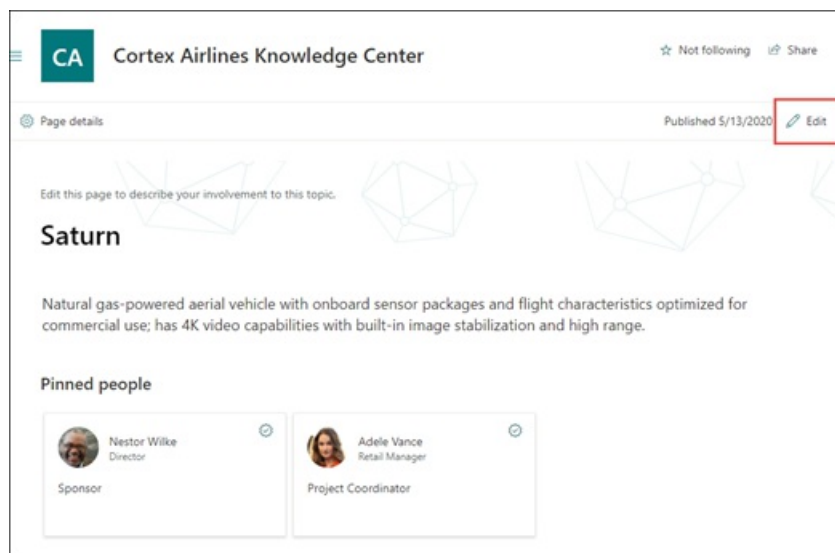 CA
Cortex Airlines Knowledge Center
Not following
Share
Page details
Published 5/13/2020
Edit
Edit this page to describe your involvement to this topic.
Saturn
Natural gas-powered aerial vehicle with onboard sensor packages and flight characteristics optimized for
commercial use; has 4K video capabilities with built-in image stabilization and high range.
Pinned people
Nestor Wilke
Director
Sponsor
Adele Vance
Retail Manager
Project Coordinator